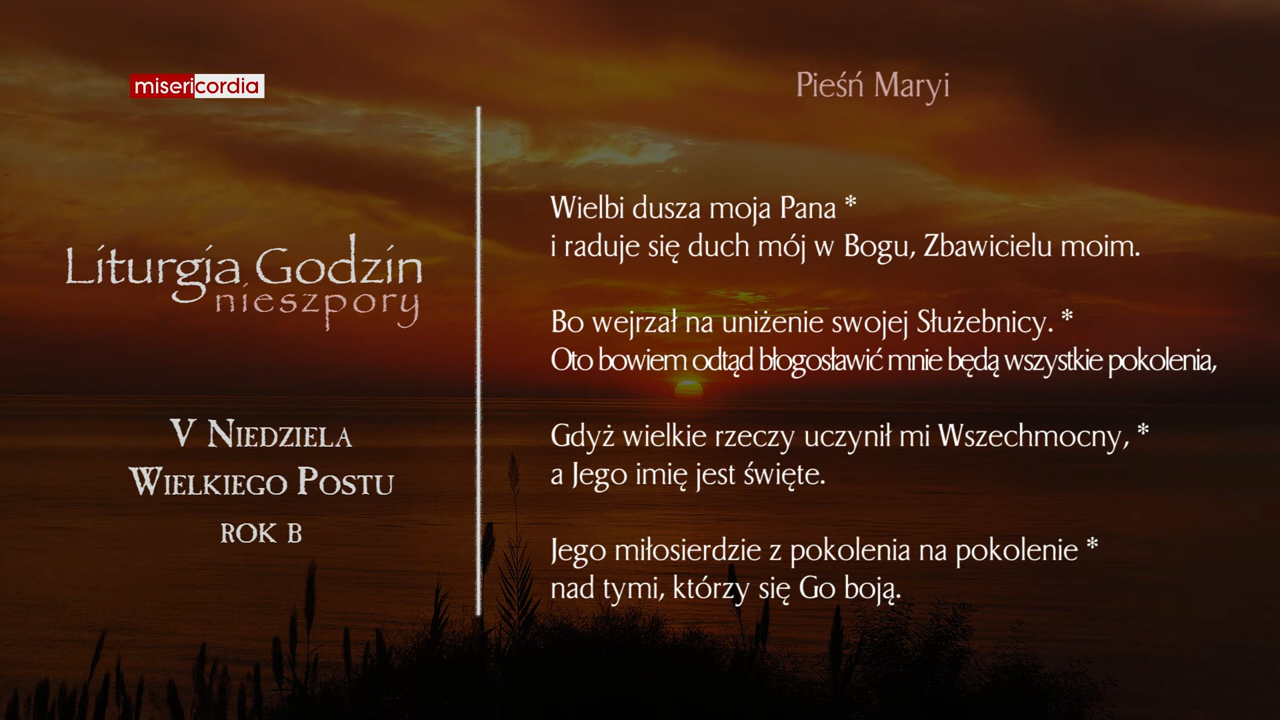 misericordia
Liturgia Godzin
nieszpory
V Niedziela
Wielkiego Postu
rok B
Pieśń Maryi
Wielbi dusza moja Pana *
i raduje się duch mój w Bogu, Zbawicielu moim.
Bo wejrzał na uniżenie swojej Służebnicy. *
Oto bowiem odtąd błogosławić mnie będą wszystkie pokolenia,
Gdyż wielkie rzeczy uczynił mi Wszechmocny, *
a Jego imię jest święte.
Jego miłosierdzie z pokolenia na pokolenie *
nad tymi, którzy się Go boją.